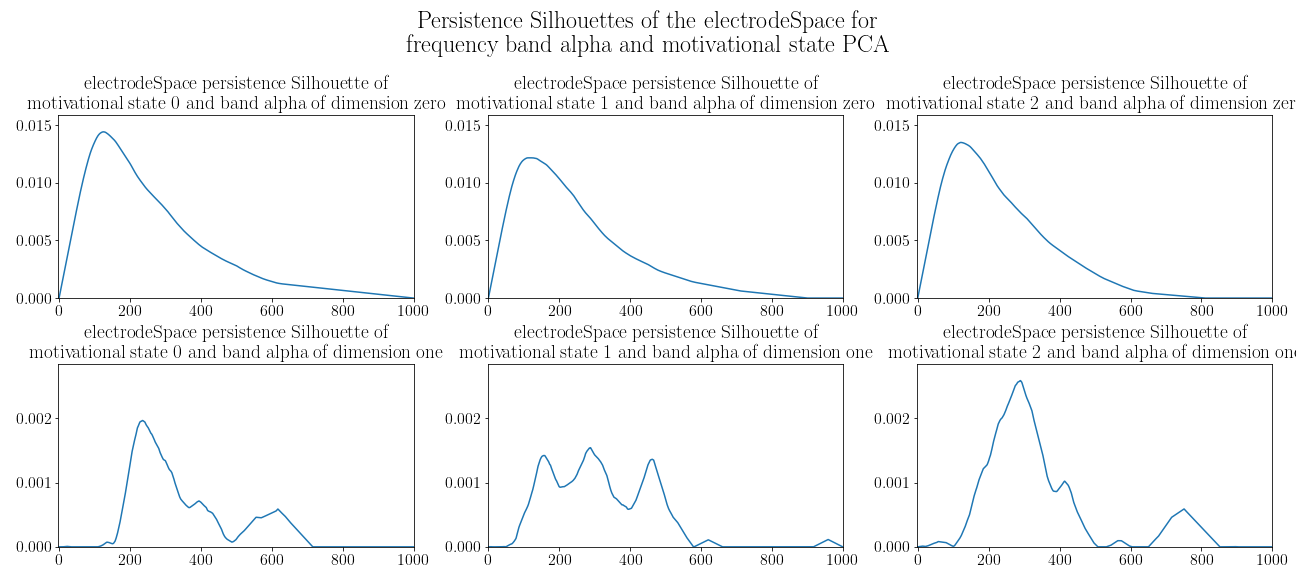 Persistence Silhouettes of the electrodeSpace for
frequency band alpha and motivational state PCA
electrodeSpace persistence Silhouette of
motivational state 0 and band alpha of dimension zero
electrodeSpace persistence Silhouette of
motivational state 1 and band alpha of dimension zero
electrodeSpace persistence Silhouette of
motivational state 2 and band alpha of dimension zer
0.015
0.010
0.005
0.000
0 200 400 600 800 1000
0.015
0.010
0.005
0.000
0 200 400 600 800 1000
0.015
0.010
0.005
0.000
0 200 400 600 800 1000
electrodeSpace persistence Silhouette of
motivational state 0 and band alpha of dimension one
electrodeSpace persistence Silhouette of
motivational state 1 and band alpha of dimension one
electrodeSpace persistence Silhouette of
motivational state 2 and band alpha of dimension one
0.002
0.001
0.000
0 200 400 600 800 1000
0.002
0.001
0.000
0 200 400 600 800 1000
0.002
0.001
0.000
0 200 400 600 800 1000